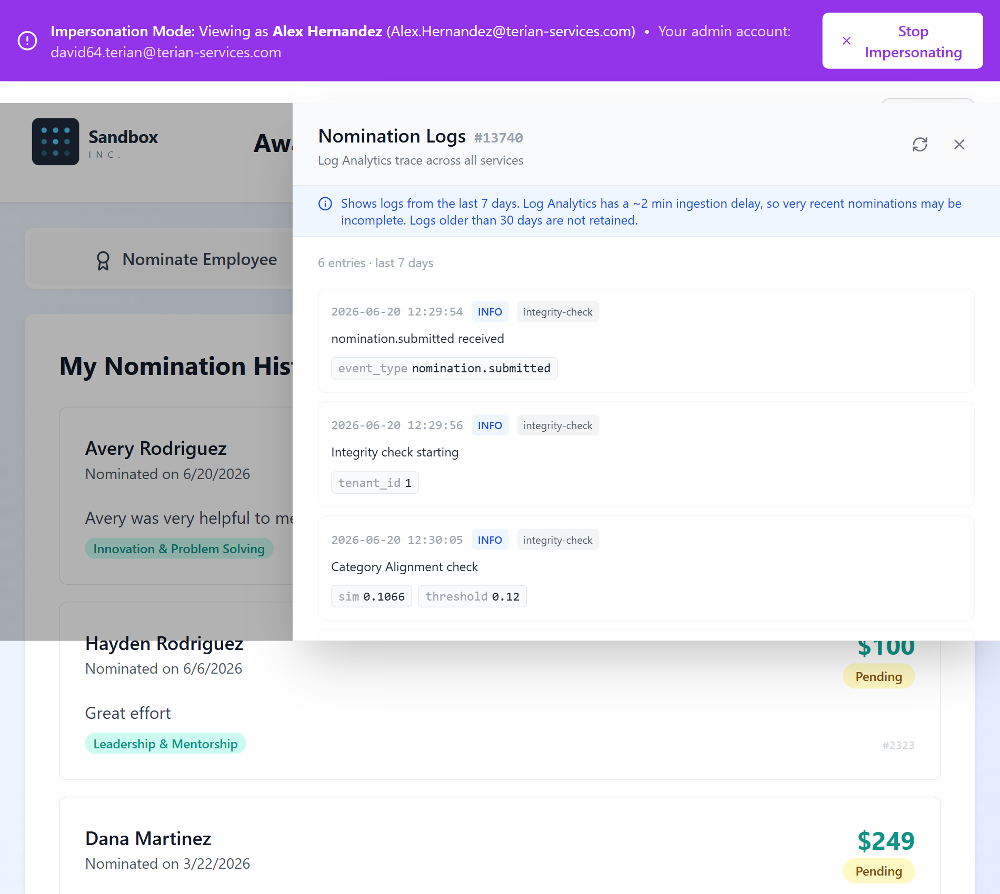 Impersonation Mode: Viewing as Alex Hernandez (Alex.Hernandez@terian-services.com) • Your admin account:
david64.terian@terian-services.com
Stop
Impersonating
Sandbox
INC.
Nomination Logs #13740
Log Analytics trace across all services
Shows logs from the last 7 days. Log Analytics has a ~2 min ingestion delay, so very recent nominations may be
incomplete. Logs older than 30 days are not retained.
6 entries · last 7 days
2026-06-20 12:29:54 INFO integrity-check
nomination.submitted received
event_type nomination.submitted
2026-06-20 12:29:56 INFO integrity-check
Integrity check starting
tenant_id 1
2026-06-20 12:30:05 INFO integrity-check
Category Alignment check
sim 0.1066 threshold 0.12
Nominate Employee
My Nomination
Avery Rodriguez
Nominated on 6/20/2026
Avery was very helpful to
Innovation & Problem Solving
Hayden Rodriguez
Nominated on 6/6/2026
$100
Pending
Great effort
Leadership & Mentorship
#2323
Dana Martinez
Nominated on 3/22/2026
$249
Pending